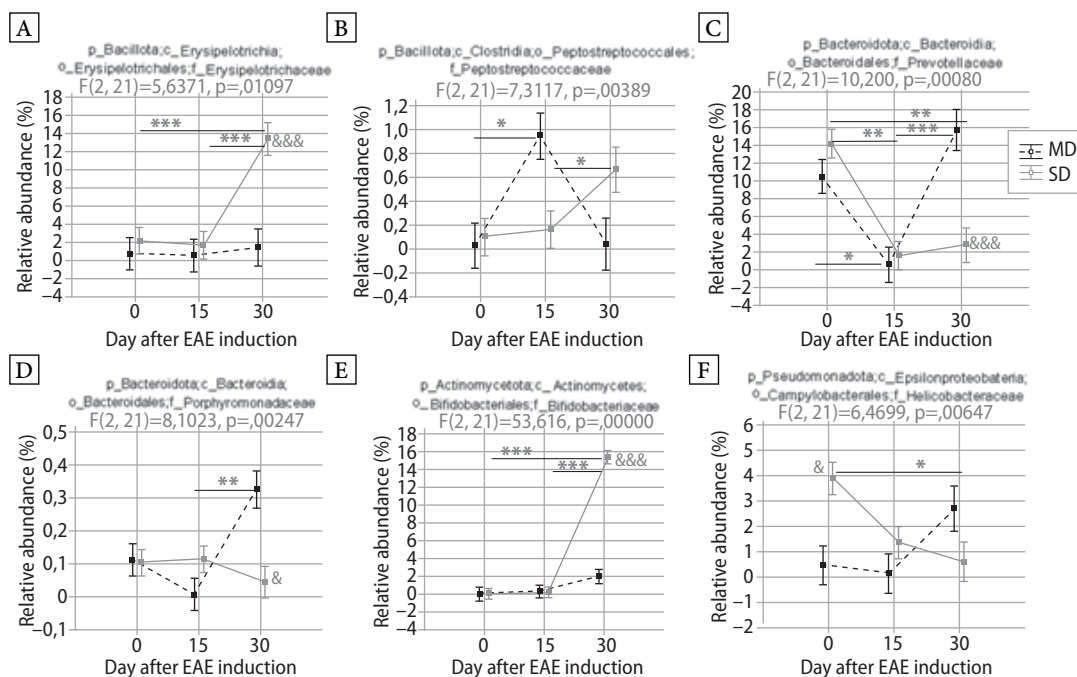 A
p_Bacillota;c_Erysipelotrichia;
o_Erysipelotrichales;f_Erysipelotrichaceae
F(2, 21)=5,6371, p=,01097
Relative abundance (%)
18
16
14
12
10
8
6
4
2
0
−2
−4
***
***
&&&
0 15 30
Day after EAE induction
B
p_Bacillota;c_Clostridia;o_Peptostreptococcales;
f_Peptostreptococcaceae
F(2, 21)=7,3117, p=,00389
Relative abundance (%)
1,2
1,0
0,8
0,6
0,4
0,2
0
−0,2
−0,4
*
*
0 15 30
Day after EAE induction
C
p_Bacteroidota;c_Bacteroidia;
o_Bacteroidales;f_Prevotellaceae
F(2, 21)=10,200, p=,00080
Relative abundance (%)
20
18
16
14
12
10
8
6
4
2
0
−2
−4
**
**
***
*
&&&
0 15 30
Day after EAE induction
MD
SD
D
p_Bacteroidota;c_Bacteroidia;
o_Bacteroidales;f_Porphyromonadaceae
F(2, 21)=8,1023, p=,00247
Relative abundance (%)
0,5
0,4
0,3
0,2
0,1
0
−0,1
**
&
0 15 30
Day after EAE induction
E
p_Actinomycetota;c_Actinomycetes;
o_Bifidobacteriales;f_Bifidobacteriaceae
F(2, 21)=53,616, p=,00000
Relative abundance (%)
18
16
14
12
10
8
6
4
2
0
−2
−4
***
***
&&&
0 15 30
Day after EAE induction
F
p_Pseudomonadota;c_Epsilonproteobateria;
o_Campylobacterales;f_Helicobacteraceae
F(2, 21)=6,4699, p=,00647
Relative abundance (%)
6
5
4
3
2
1
0
−1
−2
&
*
0 15 30
Day after EAE induction